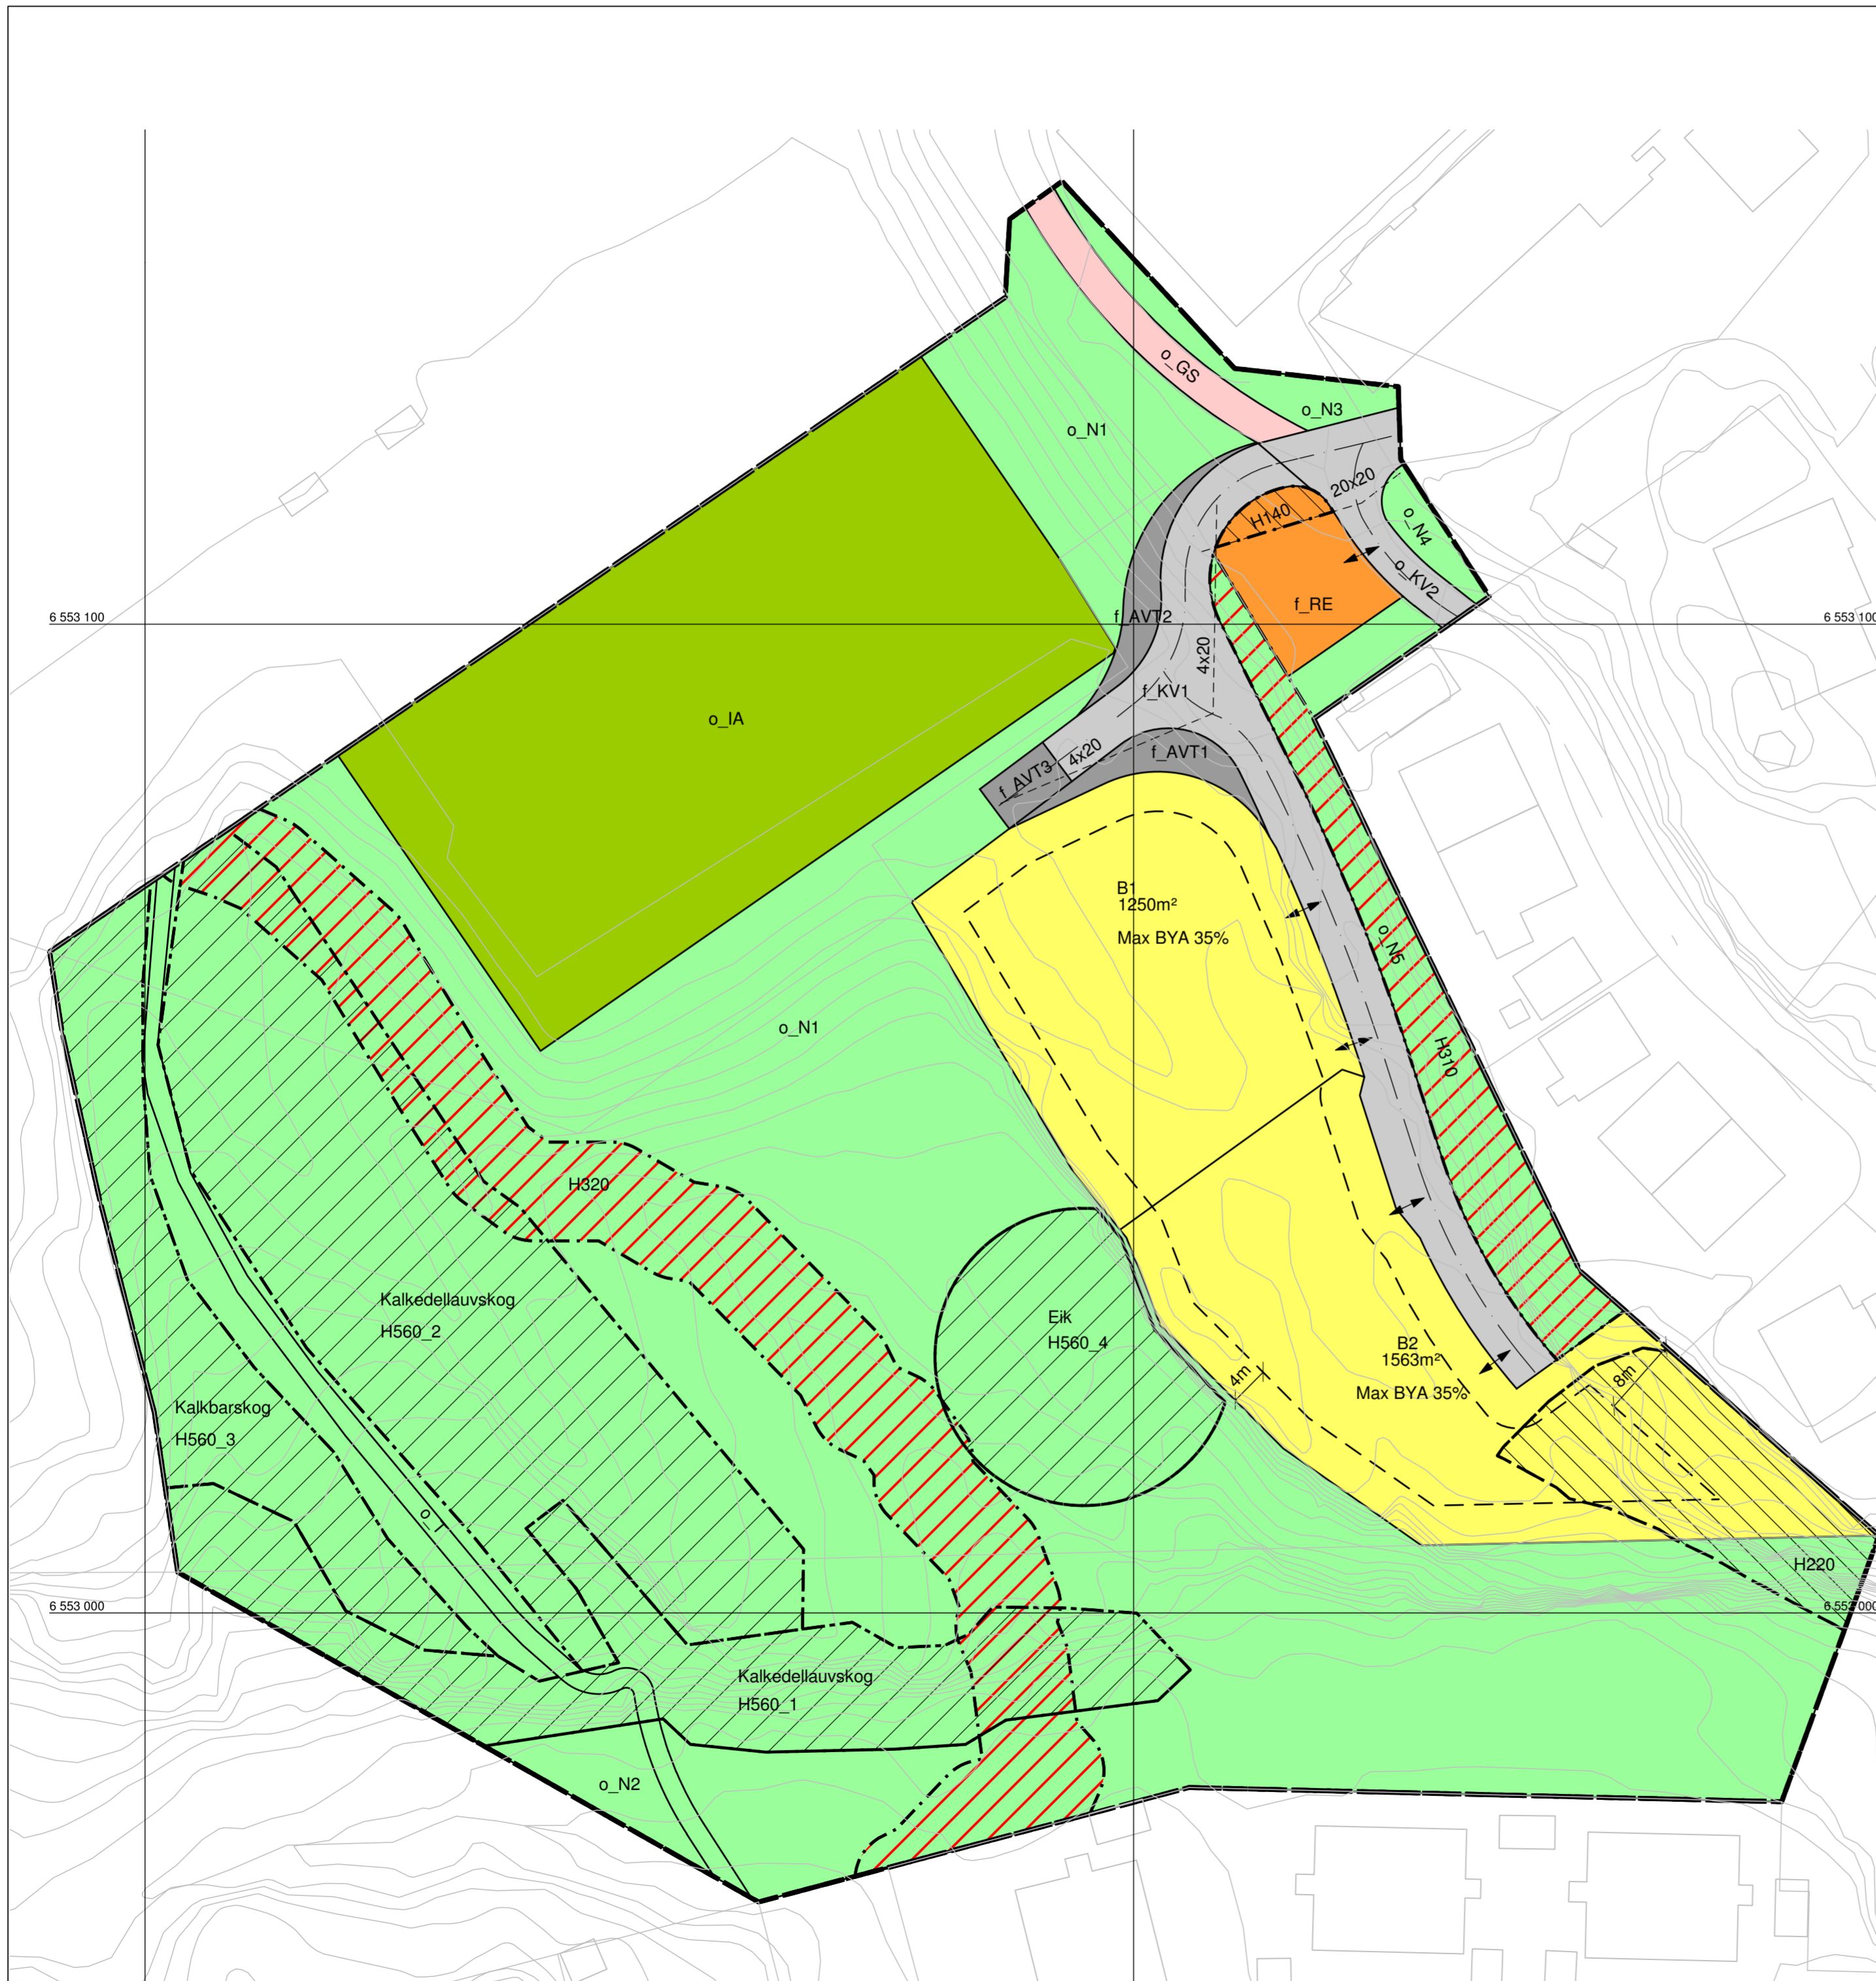 o_GS
o_N3
o_N1
20x20
H140
o_N4
o_KV2
f_RE
6 553 100
f_AVT2
6 553 100
4x20
f_KV1
o_IA
f_AVT1
4x20
f_AVT3
B1
1250m²
Max BYA 35%
o_N5
o_N1
H310
H320
Kalkedellauvskog
H560_2
Eik
H560_4
B2
1563m²
Max BYA 35%
4m
8m
Kalkbarskog
H560_3
o_T
H220
6 553 000
6 553 000
Kalkedellauvskog
H560_1
o_N2